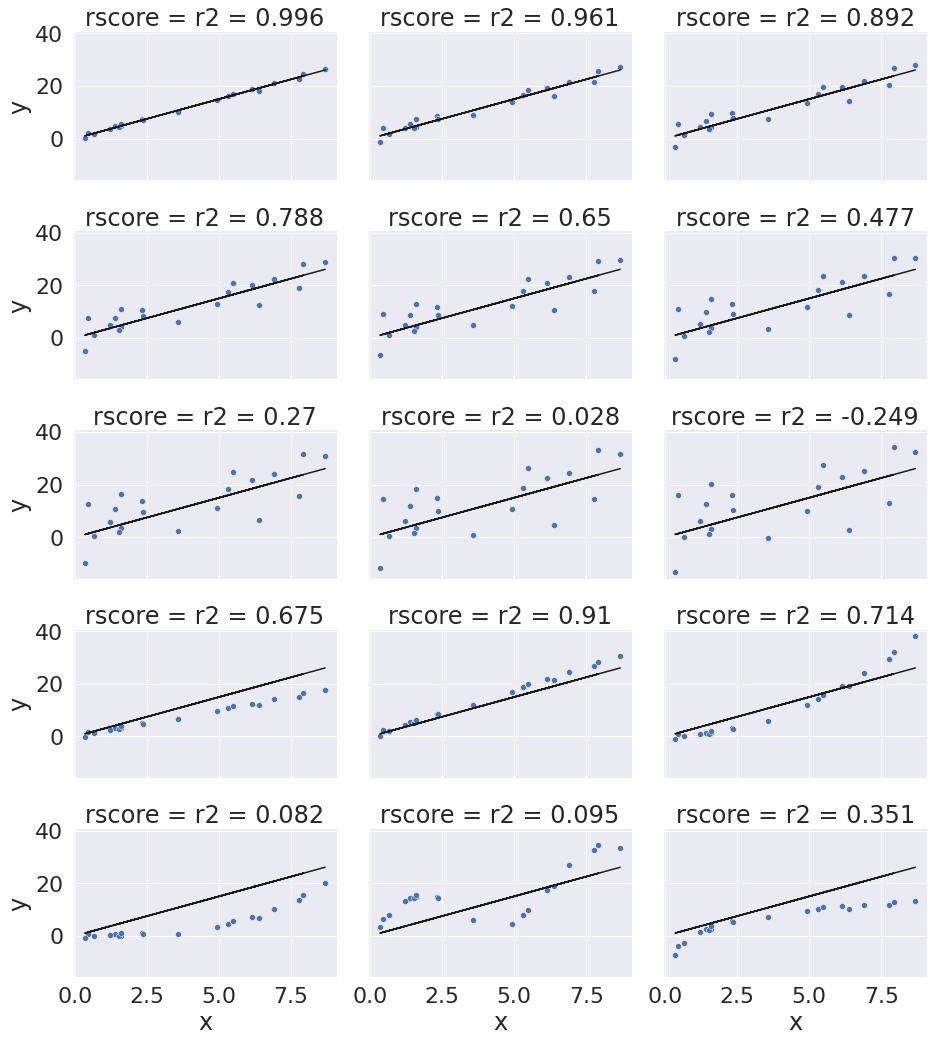 rscore = r2 = 0.996 rscore = r2 = 0.961 rscore = r2 = 0.892
40
20
y
0
rscore = r2 = 0.788 rscore = r2 = 0.65 rscore = r2 = 0.477
40
20
y
0
rscore = r2 = 0.27 rscore = r2 = 0.028 rscore = r2 = -0.249
40
20
y
0
rscore = r2 = 0.675 rscore = r2 = 0.91 rscore = r2 = 0.714
40
20
y
0
rscore = r2 = 0.082 rscore = r2 = 0.095 rscore = r2 = 0.351
40
20
y
0
0.0 2.5 5.0 7.5 0.0 2.5 5.0 7.5 0.0 2.5 5.0 7.5
x x x